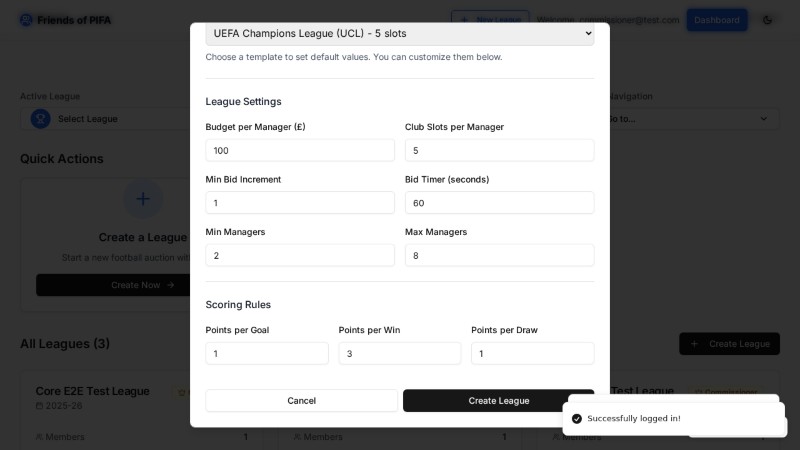 Friends of PIFA
New League
Welcome, commissioner@test.com
Dashboard
UEFA Champions League (UCL) - 5 slots
Choose a template to set default values. You can customize them below.
Active League
Navigation
Select League
Go to...
League Settings
Budget per Manager (£)
Club Slots per Manager
100
5
Quick Actions
Min Bid Increment
Bid Timer (seconds)
1
60
Create a League
Min Managers
Max Managers
Start a new football auction
2
8
Create Now
Scoring Rules
Points per Goal
Points per Win
Points per Draw
1
3
1
All Leagues (3)
Create League
Core E2E Test League
Test League
Commissioner
2025-26
Cancel
Create League
Successfully logged in!
Members
1
Members
1
Members